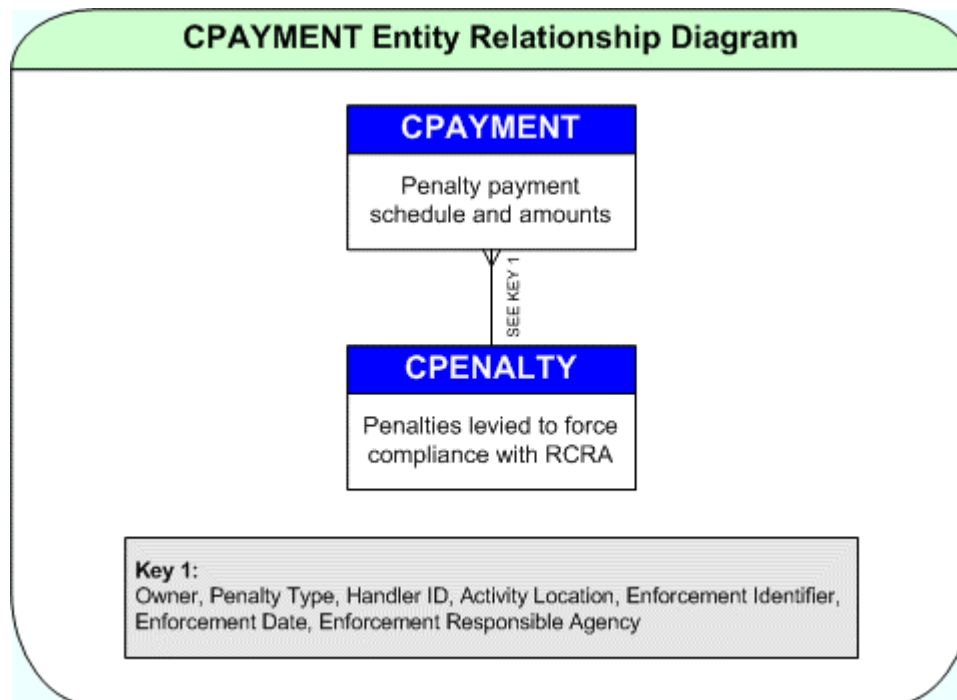 CPAYMENT Entity Relationship Diagram
CPAYMENT
Penalty payment
schedule and amounts
SEE KEY 1
CPENALTY
Penalties levied to force
compliance with RCRA
Key 1:
Owner, Penalty Type, Handler ID, Activity Location, Enforcement Identifier,
Enforcement Date, Enforcement Responsible Agency